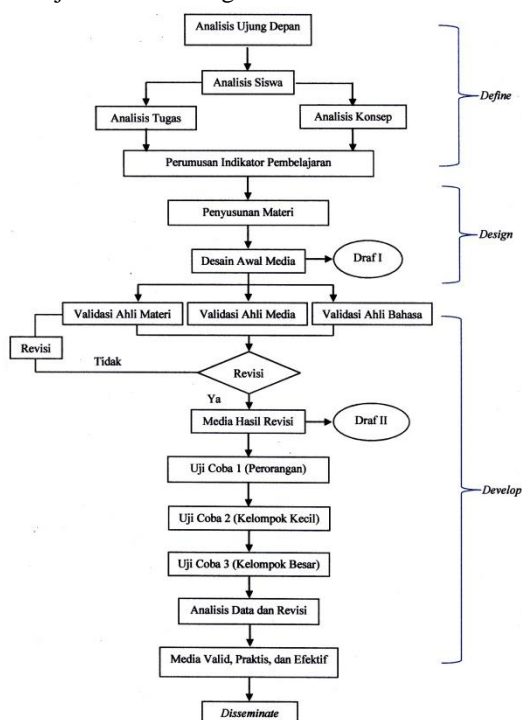 Analisis Ujung Depan
Analisis Siswa
Define
Analisis Tugas
Analisis Konsep
Perumusan Indikator Pembelajaran
Penyusunan Materi
Design
Desain Awal Media
Draf I
Validasi Ahli Materi
Validasi Ahli Media
Validasi Ahli Bahasa
Revisi
Tidak
Revisi
Ya
Media Hasil Revisi
Draf II
Uji Coba 1 (Perorangan)
Develop
Uji Coba 2 (Kelompok Kecil)
Uji Coba 3 (Kelompok Besar)
Analisis Data dan Revisi
Media Valid, Praktis, dan Efektif
Disseminate